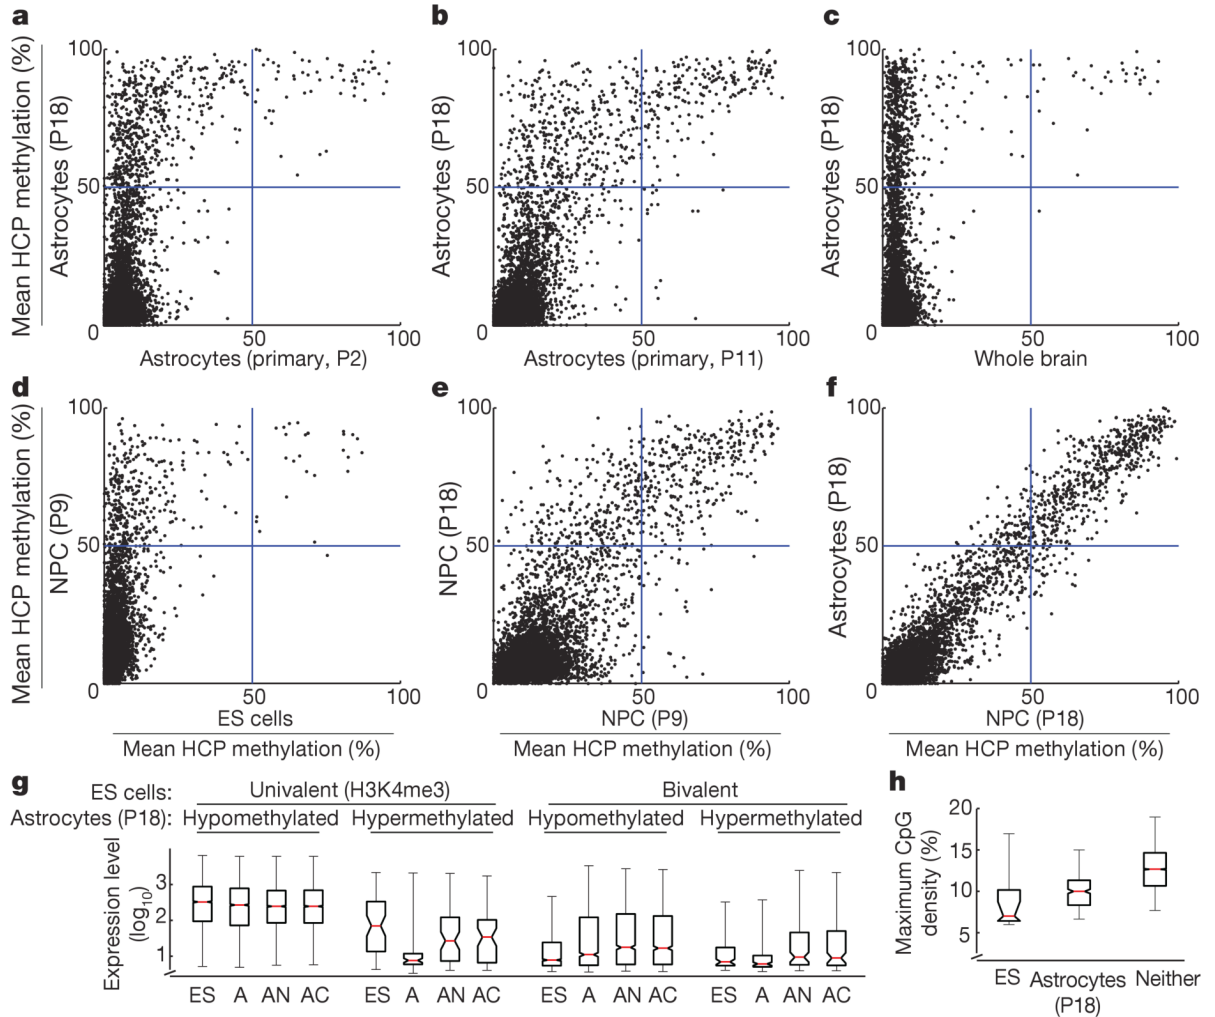 a
b
c
Mean HCP methylation (%)
Astrocytes (P18)
100
50
0
50
100
Astrocytes (primary, P2)
Astrocytes (P18)
100
50
0
50
100
Astrocytes (primary, P11)
Astrocytes (P18)
100
50
0
50
100
Whole brain
d
e
f
Mean HCP methylation (%)
NPC (P9)
100
50
0
50
100
ES cells
Mean HCP methylation (%)
NPC (P18)
100
50
0
50
100
NPC (P9)
Mean HCP methylation (%)
Astrocytes (P18)
100
50
0
50
100
NPC (P18)
Mean HCP methylation (%)
g
ES cells: Univalent (H3K4me3) Bivalent
Astrocytes (P18): Hypomethylated Hypermethylated Hypomethylated Hypermethylated
Expression level
(log10)
3
2
1
ES A AN AC ES A AN AC ES A AN AC ES A AN AC
h
Maximum CpG
density (%)
20
15
10
5
ES Astrocytes Neither
(P18)